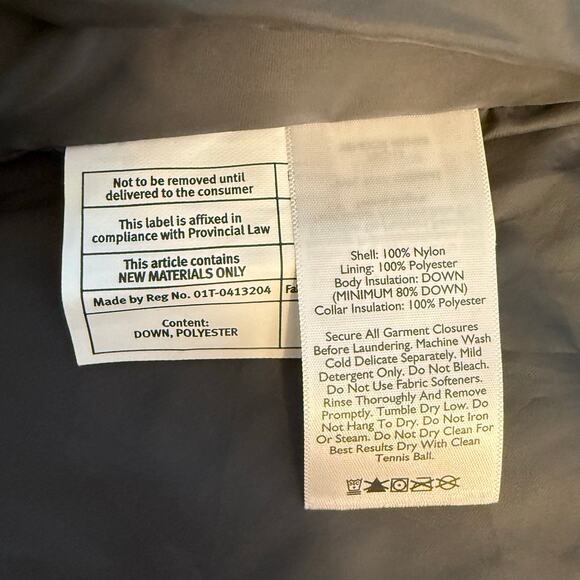 Not to be removed until
delivered to the consumer
This label is affixed in
compliance with Provincial Law
This article contains
NEW MATERIALS ONLY
Made by Reg No. 01T-0413204
Content:
DOWN, POLYESTER
Shell: 100% Nylon
Lining: 100% Polyester
Body Insulation: DOWN
(MINIMUM 80% DOWN)
Collar Insulation: 100% Polyester
Secure All Garment Closures
Before Laundering. Machine Wash
Cold Delicate Separately. Mild
Detergent Only. Do Not Bleach.
Do Not Use Fabric Softeners.
Rinse Thoroughly And Remove
Promptly. Tumble Dry Low. Do
Not Hang To Dry. Do Not Iron
Or Steam. Do Not Dry Clean For
Best Results Dry With Clean
Tennis Ball.